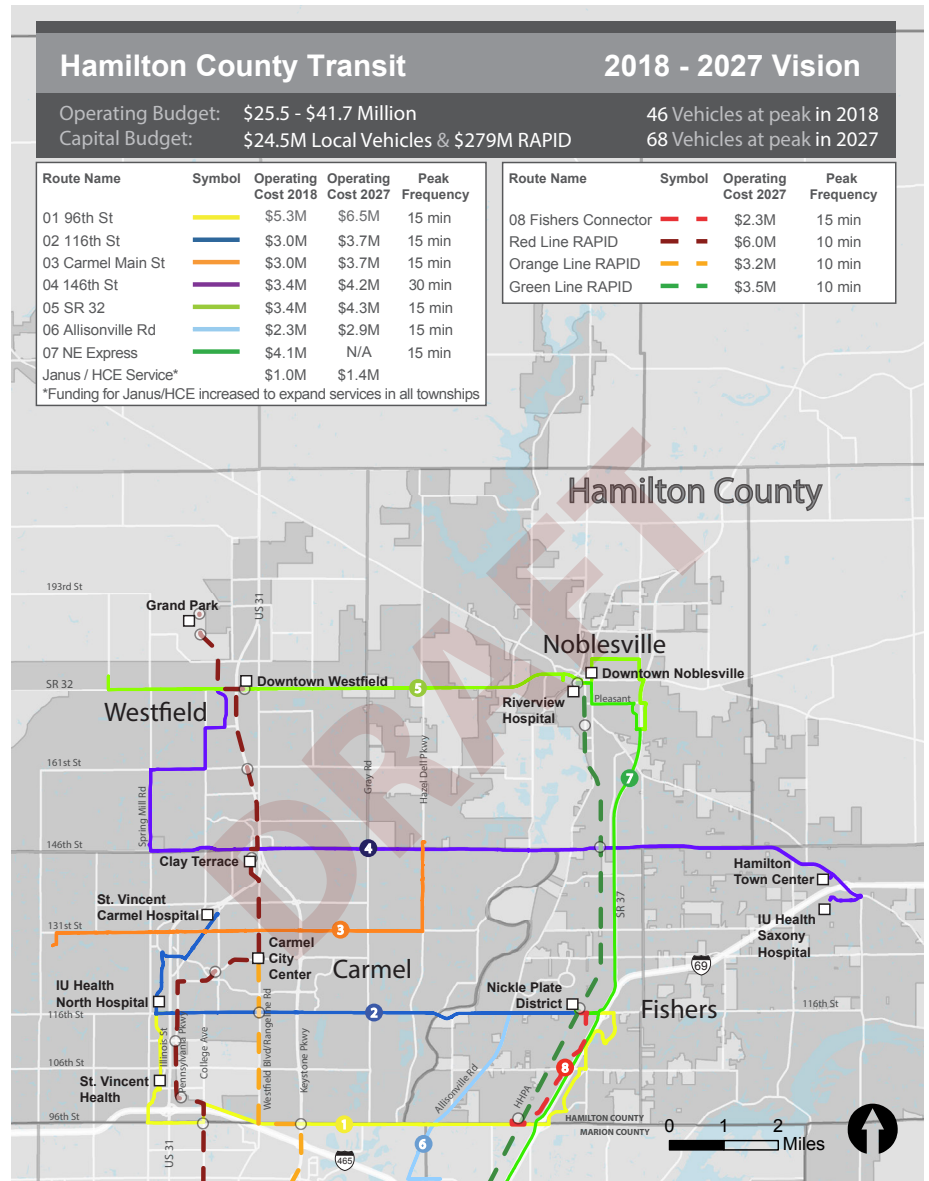 Hamilton County Transit 2018 - 2027 Vision
Operating Budget: $25.5 - $41.7 Million 46 Vehicles at peak in 2018
Capital Budget: $24.5M Local Vehicles & $279M RAPID 68 Vehicles at peak in 2027
Route Name Symbol Operating Operating Peak
Cost 2018 Cost 2027 Frequency
01 96th St $5.3M $6.5M 15 min
02 116th St $3.0M $3.7M 15 min
03 Carmel Main St $3.0M $3.7M 15 min
04 146th St $3.4M $4.2M 30 min
05 SR 32 $3.4M $4.3M 15 min
06 Allisonville Rd $2.3M $2.9M 15 min
07 NE Express $4.1M N/A 15 min
Janus / HCE Service* $1.0M $1.4M
*Funding for Janus/HCE increased to expand services in all townships
Route Name Symbol Operating Peak
Cost 2027 Frequency
08 Fishers Connector $2.3M 15 min
Red Line RAPID $6.0M 10 min
Orange Line RAPID $3.2M 10 min
Green Line RAPID $3.5M 10 min
Hamilton County
DRAFT
193rd St
Grand Park
US 31
Noblesville
Downtown Noblesville
SR 32
Downtown Westfield
5
Pleasant
Westfield
Riverview
Hospital
161st St
Gray Rd
Hazel Dell Pkwy
7
Spring Mill Rd
146th St
4
Clay Terrace
Hamilton
Town Center
St. Vincent
Carmel Hospital
SR 37
131st St
3
IU Health
Saxony
Hospital
Carmel
City
Center
Carmel
69
IU Health
North Hospital
Nickle Plate
District
Fishers
116th St
2
116th St
Illinois St
Pennsylvania Pkwy
College Ave
Westfield Blvd/Rangeline Rd
Keystone Pkwy
106th St
8
St. Vincent
Health
Allisonville Rd
HHPA
96th St
1
HAMILTON COUNTY
MARION COUNTY
6
US 31
465
0 1 2
Miles